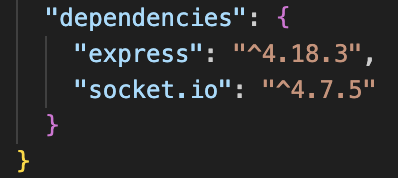 "dependencies": {
"express": "^4.18.3",
"socket.io": "^4.7.5"
}
}